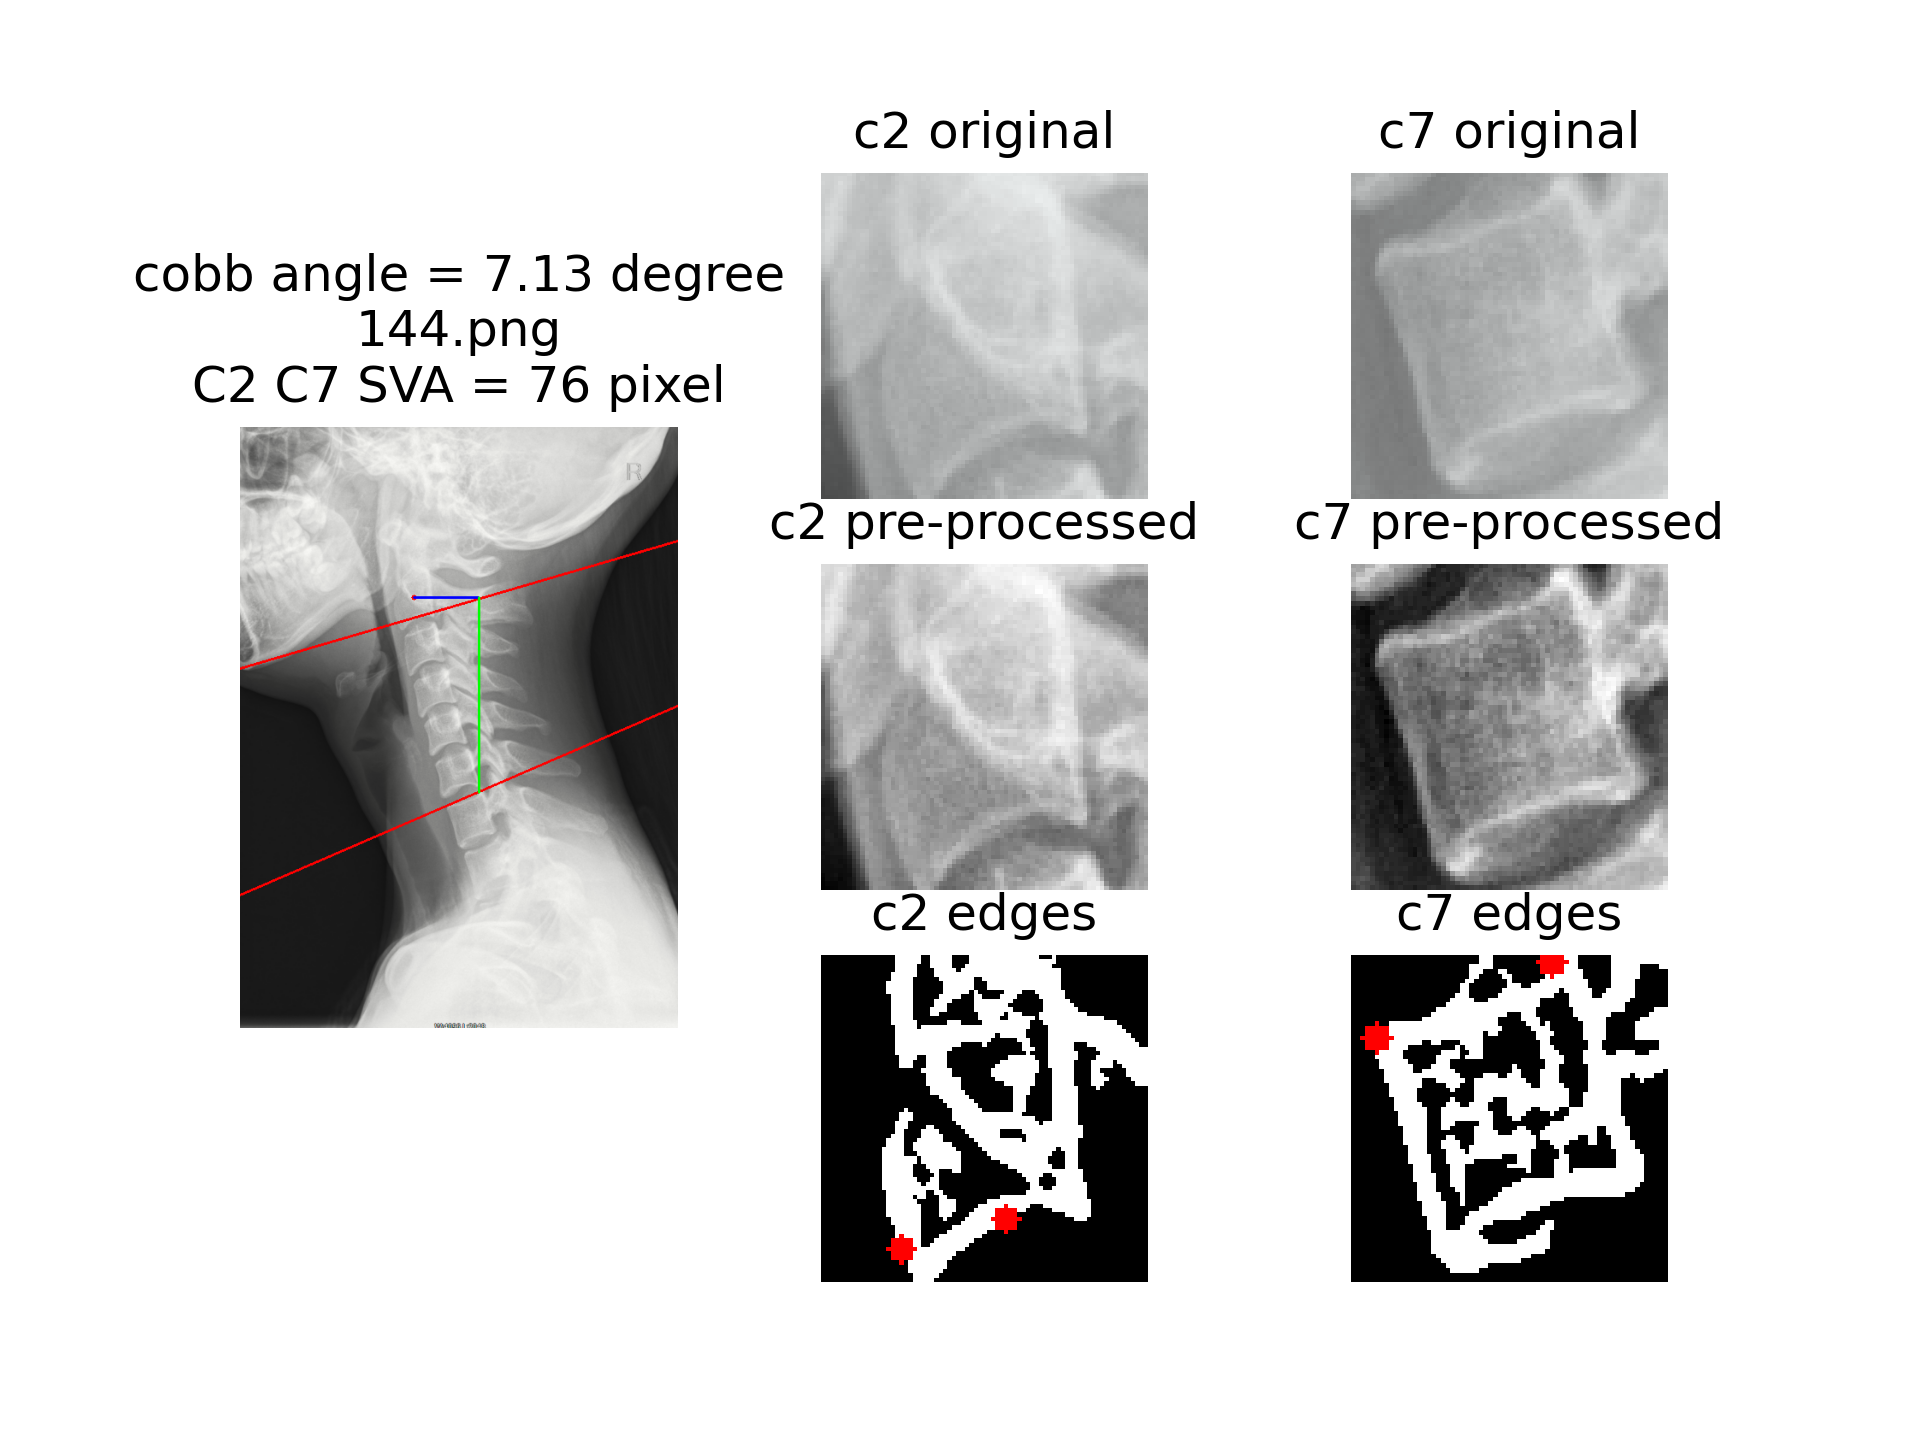 cobb angle = 7.13 degree
144.png
C2 C7 SVA = 76 pixel
R
c2 original
c7 original
c2 pre-processed
c7 pre-processed
c2 edges
c7 edges